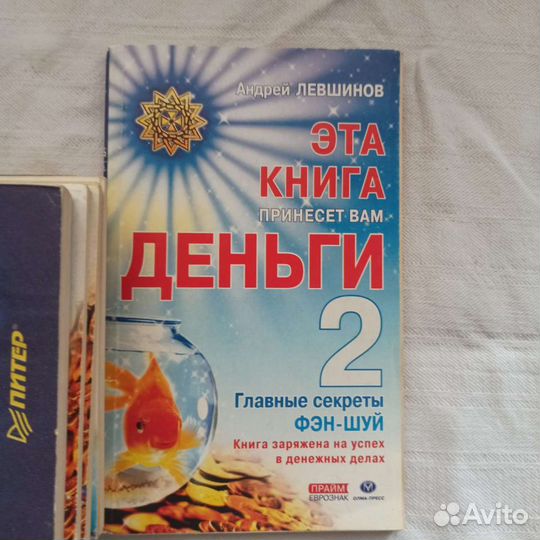 Андрей ЛЕВШИНОВ
ЭТА
КНИГА
ПРИНЕСЕТ ВАМ
ДЕНЬГИ
2
Главные секреты
ФЭН-ШУЙ
Книга заряжена на успех
в денежных делах
ПРАЙМ
ЕВРОЗНАК
ОЛМА-ПРЕСС
ПИТЕР®
Avito